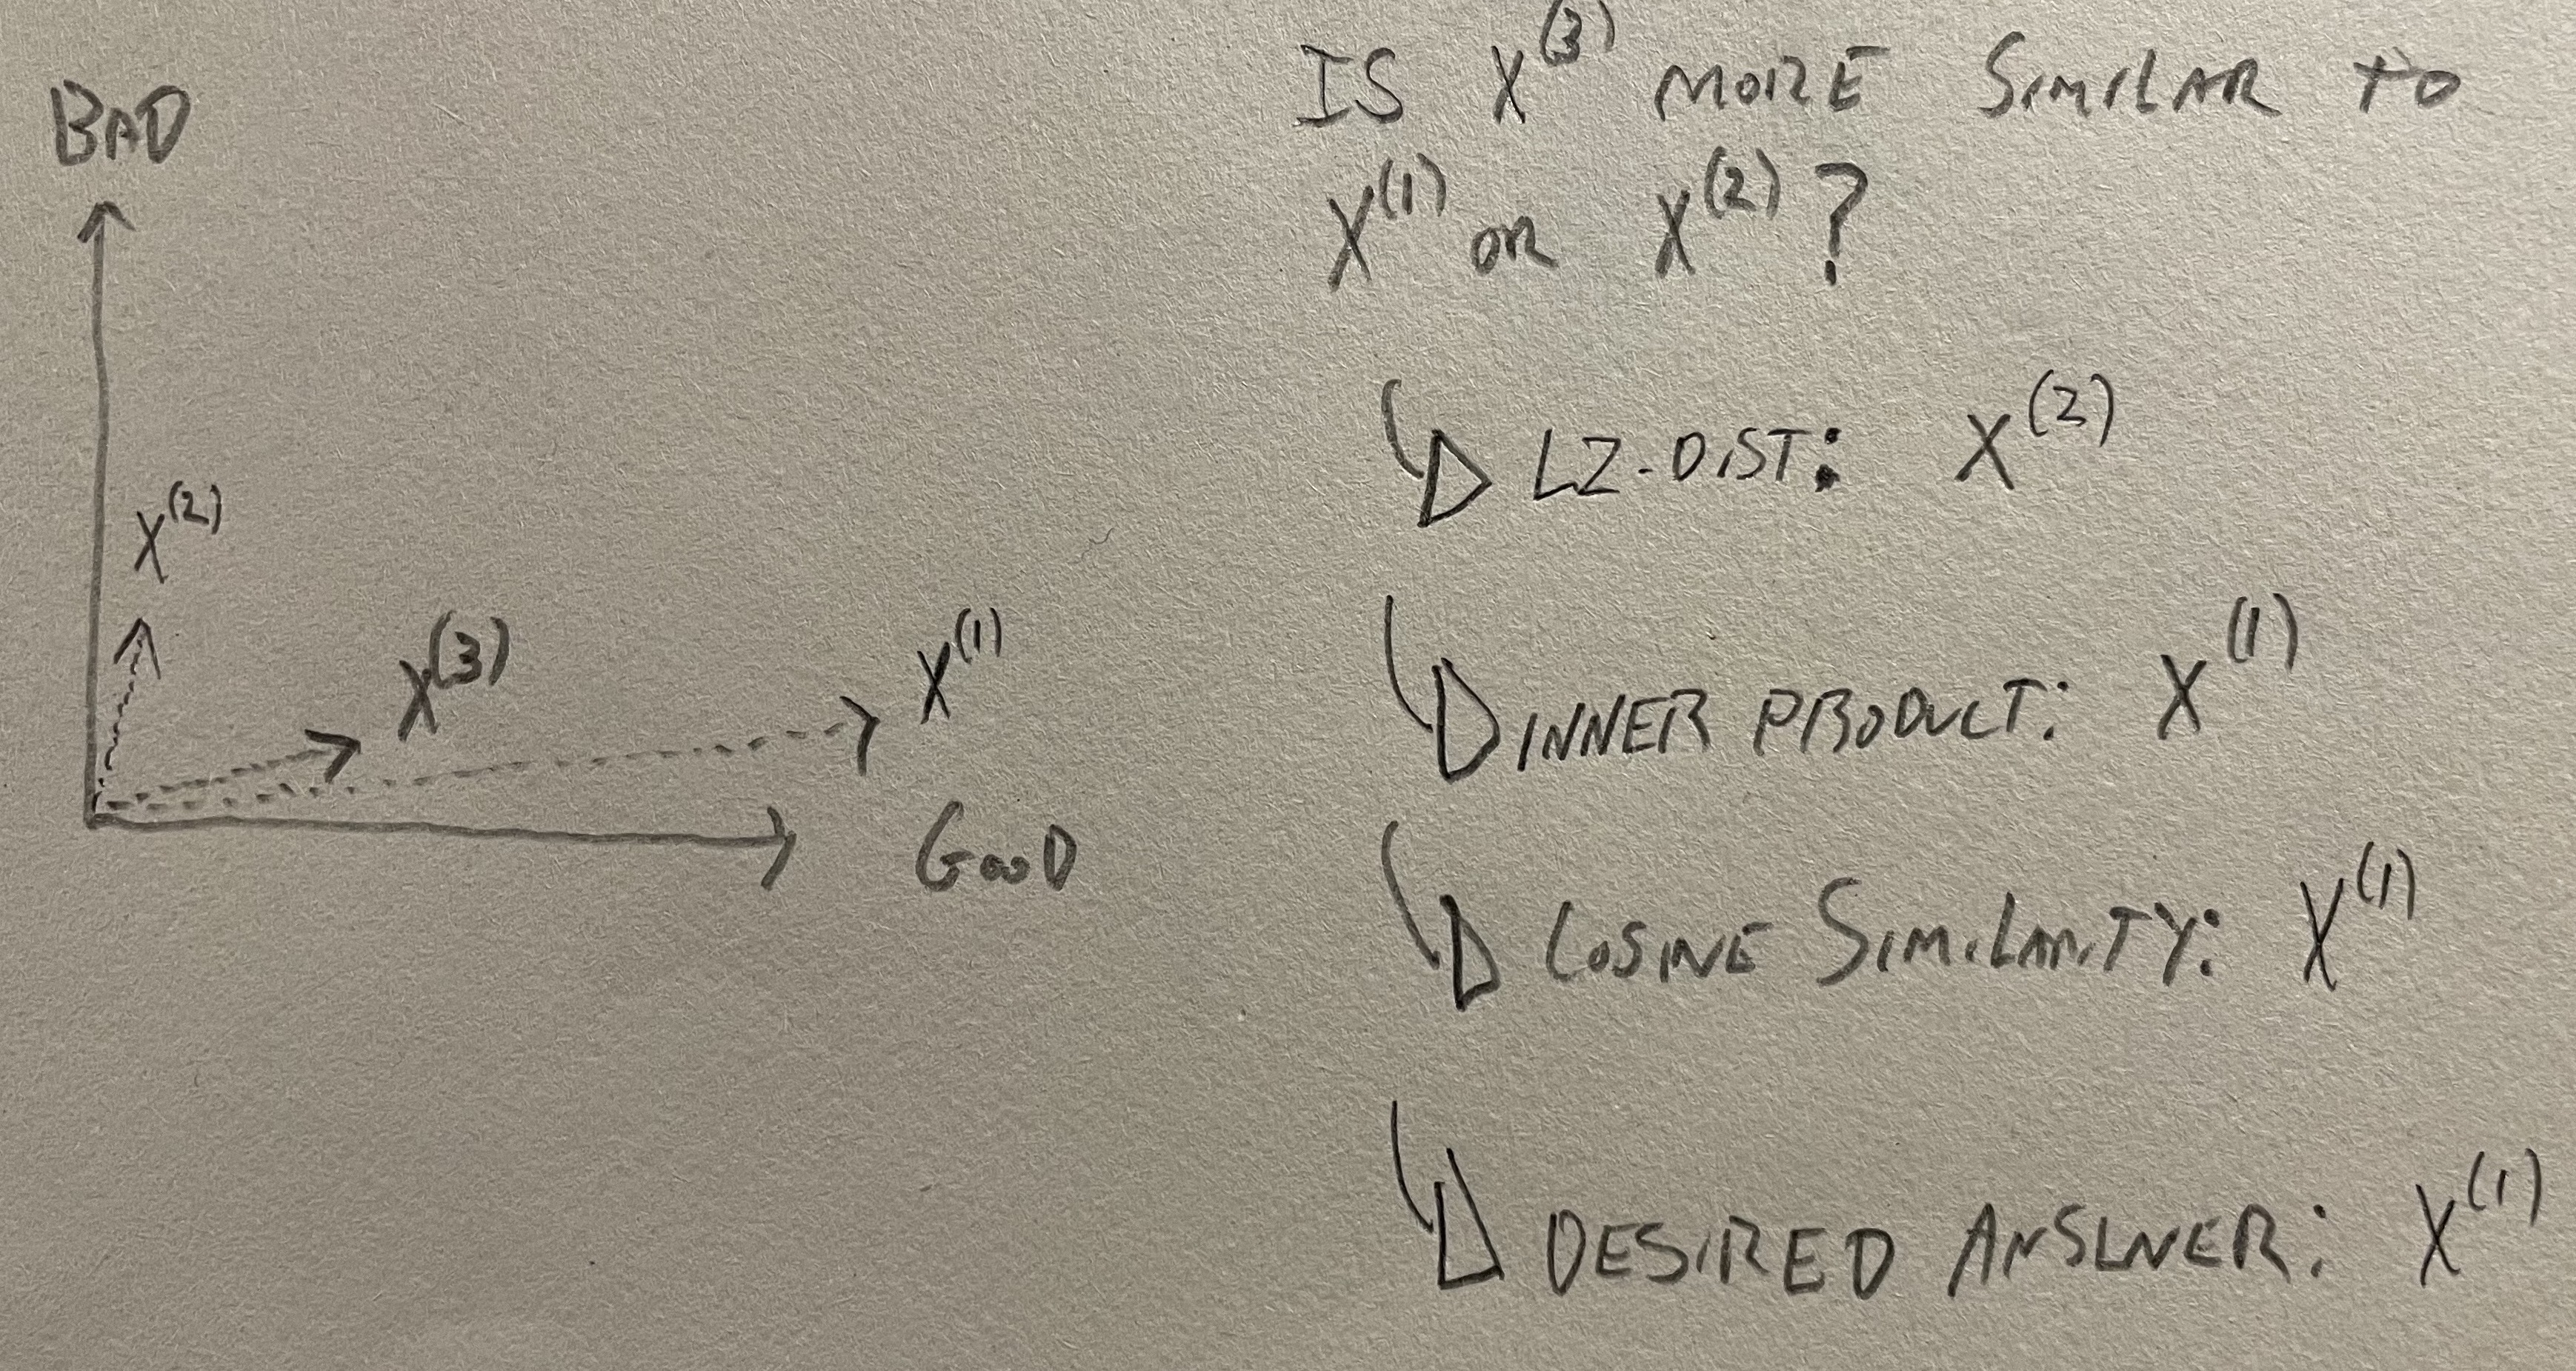 BAD
X^(2)
X^(3)
X^(1)
GOOD
IS X^(3) MORE SIMILAR TO
X^(1) OR X^(2)?
L2-DIST: X^(2)
INNER PRODUCT: X^(1)
COSINE SIMILARITY: X^(1)
DESIRED ANSWER: X^(1)